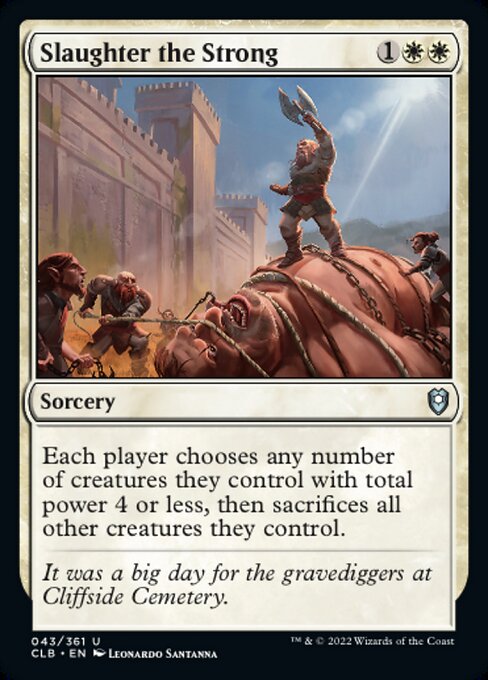 Slaughter the Strong 1
Sorcery
Each player chooses any number
of creatures they control with total
power 4 or less, then sacrifices all
other creatures they control.
It was a big day for the gravediggers at
Cliffside Cemetery.
043/361 U
™ & © 2022 Wizards of the Coast
CLB • EN Leonardo Santanna